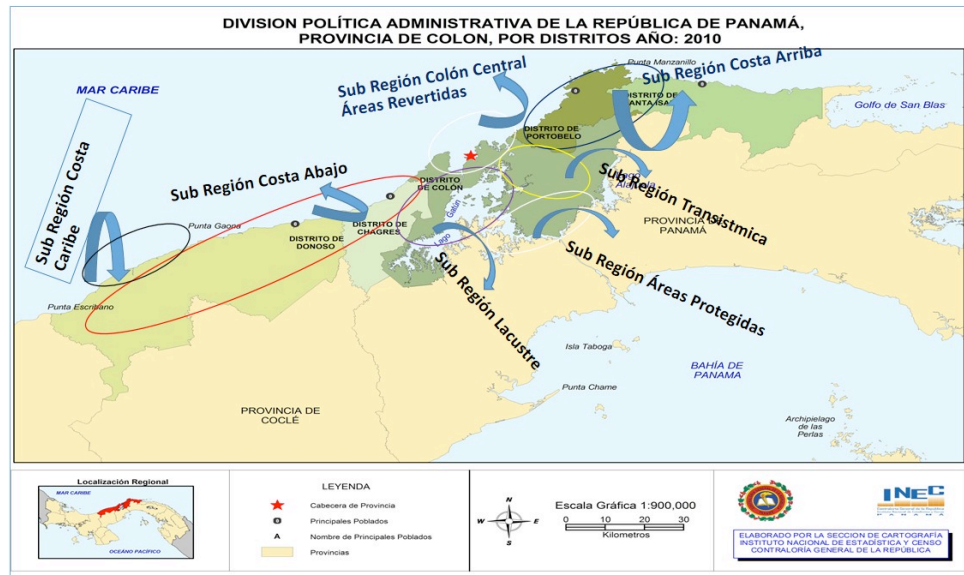 DIVISION POLÍTICA ADMINISTRATIVA DE LA REPÚBLICA DE PANAMÁ,
PROVINCIA DE COLON, POR DISTRITOS AÑO: 2010
Punta Manzanillo
Sub Región Costa Arriba
Sub Región Colón Central
Áreas Revertidas
MAR CARIBE
Golfo de San Blas
DISTRITO DE
PORTOBELO
Sub Región Costa
Caribe
Sub Región Costa Abajo
DISTRITO
DE COLÓN
Lago
Gatún
DISTRITO DE
CHAGRES
Punta Gaona
DISTRITO DE
DONOSO
Sub Región Transístmica
PROVINCIA DE
PANAMÁ
Sub Región Áreas Protegidas
Sub Región Lacustre
Punta Escribano
Isla Taboga
BAHÍA DE
PANAMA
Punta Chame
PROVINCIA DE
COCLÉ
Archipielago
de las
Perlas
Localización Regional
MAR CARIBE
OCEÁNO PACÍFICO
LEYENDA
Cabecera de Provincia
Principales Poblados
A Nombre de Principales Poblados
Provincias
N
W E
S
Escala Gráfica 1:900,000
0 5 10 20 30
Kilometros
INEC
PANAMÁ
ELABORADO POR LA SECCION DE CARTOGRAFÍA
INSTITUTO NACIONAL DE ESTADÍSTICA Y CENSO
CONTRALORÍA GENERAL DE LA REPÚBLICA